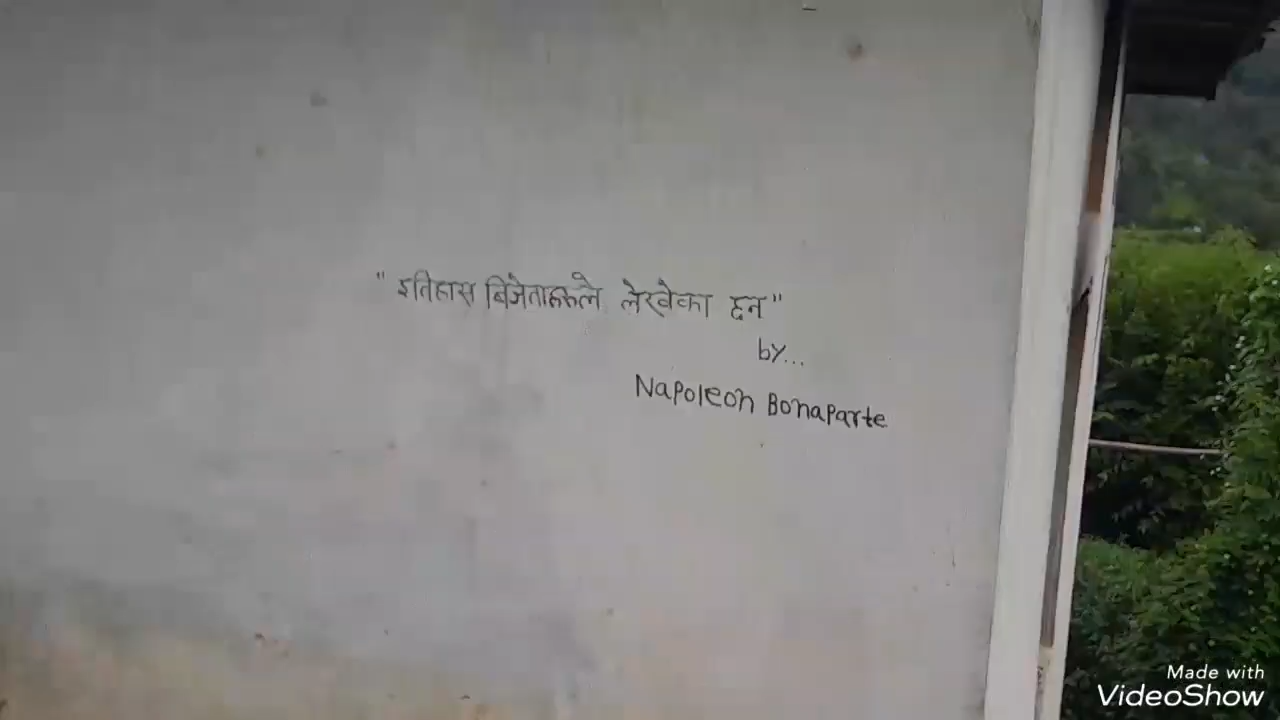 "इतिहास बिजेताहरूले लेखेका हुन"
by...
Napoleon Bonaparte
Made with
VideoShow